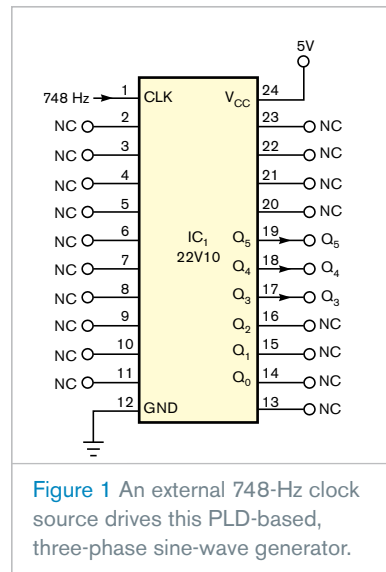 5V
748 Hz 1 CLK VCC 24
NC 2 23 NC
NC 3 22 NC
NC 4 21 NC
NC 5 20 NC
NC 6 IC1 Q5 19 Q5
NC 7 22V10 Q4 18 Q4
NC 8 Q3 17 Q3
NC 9 Q2 16 NC
NC 10 Q1 15 NC
NC 11 Q0 14 NC
12 GND 13 NC
Figure 1 An external 748-Hz clock
source drives this PLD-based,
three-phase sine-wave generator.